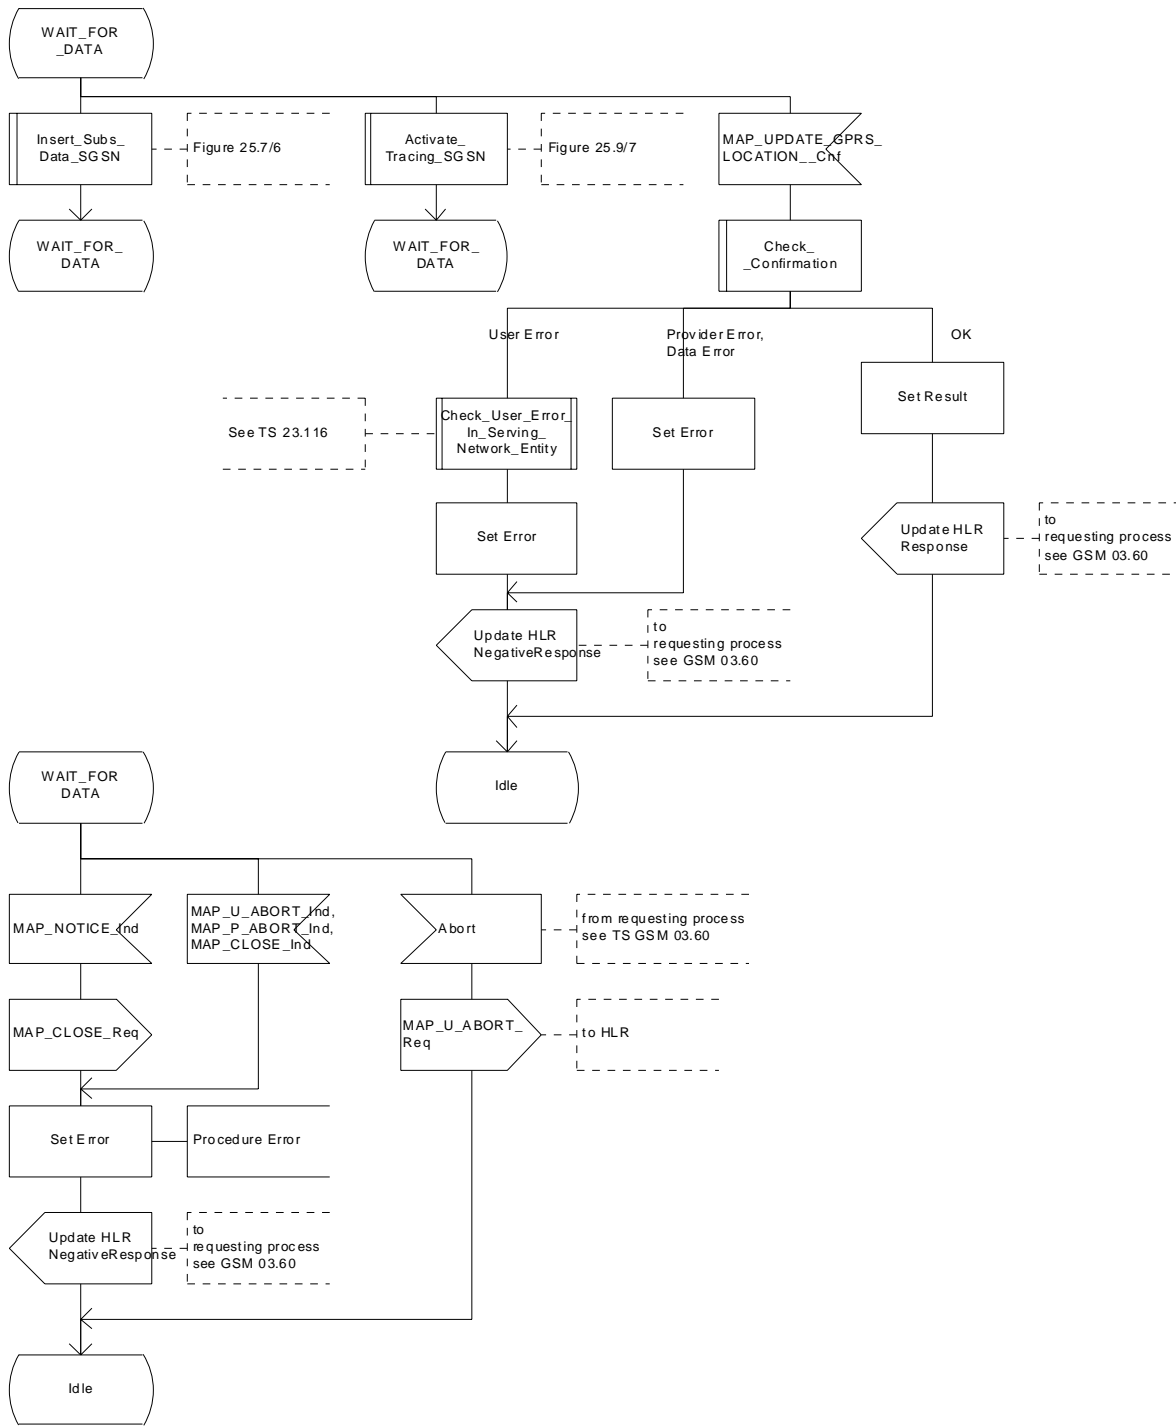 WAIT_FOR
_DATA
Insert_Subs_
Data_SGSN
Figure 25.7/6
Activate_
Tracing_SGSN
Figure 25.9/7
MAP_UPDATE_GPRS_
LOCATION__Cnf
WAIT_FOR_
DATA
WAIT_FOR_
DATA
Check_
_Confirmation
User Error
Provider Error,
Data Error
OK
Set Result
See TS 23.116
Check_User_Error_
In_Serving_
Network_Entity
Set Error
Set Error
Update HLR
Response
to
requesting process
see GSM 03.60
Update HLR
NegativeResponse
to
requesting process
see GSM 03.60
Idle
WAIT_FOR
DATA
MAP_NOTICE_Ind
MAP_U_ABORT_Ind,
MAP_P_ABORT_Ind,
MAP_CLOSE_Ind
Abort
from requesting process
see TS GSM 03.60
MAP_CLOSE_Req
MAP_U_ABORT_
Req
to HLR
Set Error
Procedure Error
Update HLR
NegativeResponse
to
requesting process
see GSM 03.60
Idle